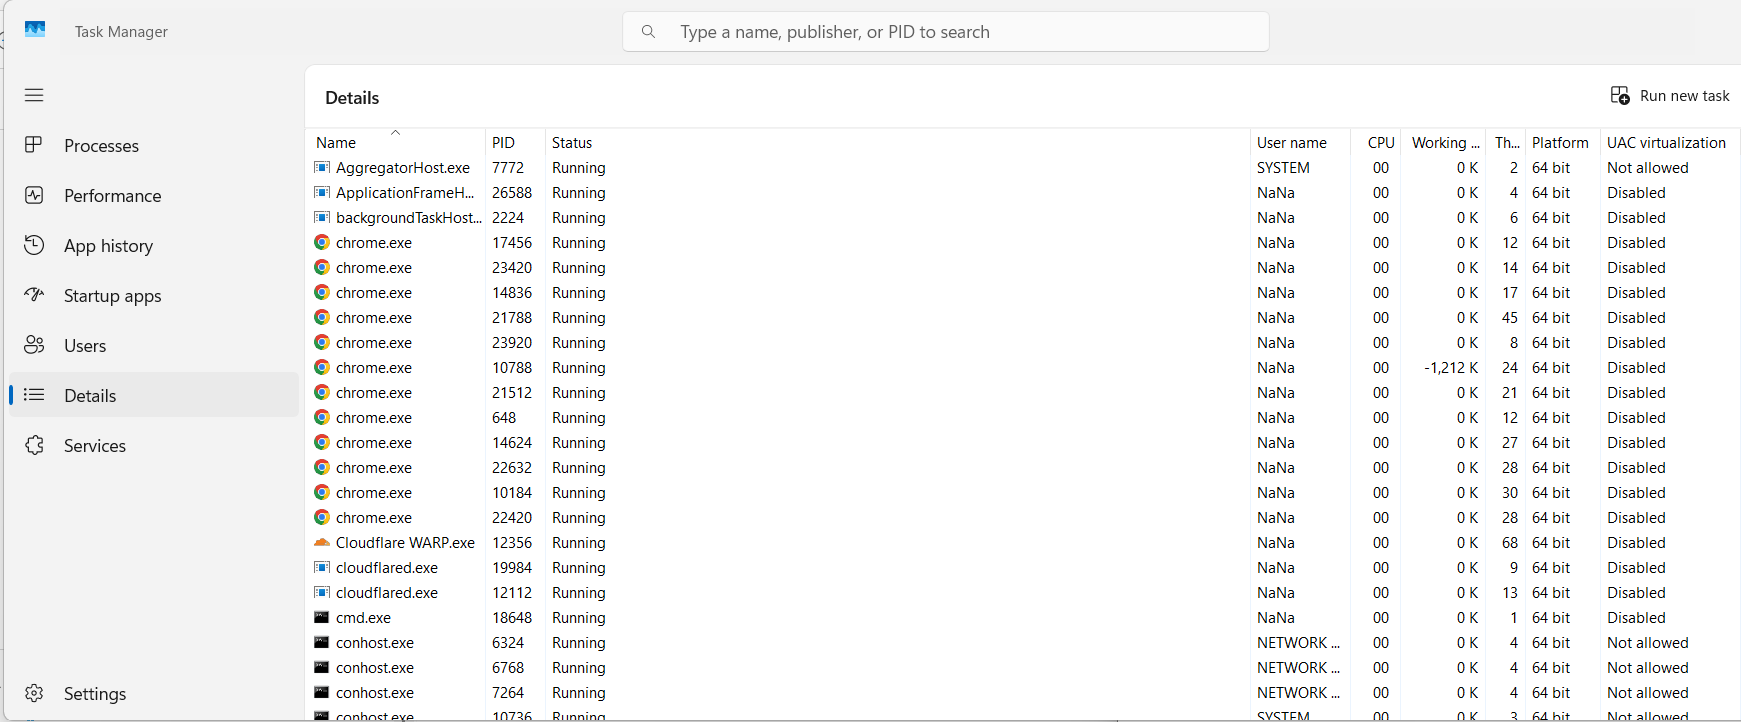 Task Manager
Type a name, publisher, or PID to search
Details
Run new task
Processes
Performance
App history
Startup apps
Users
Details
Services
Settings
Name PID Status User name CPU Working ... Th... Platform UAC virtualization
AggregatorHost.exe 7772 Running SYSTEM 00 0 K 2 64 bit Not allowed
ApplicationFrameH... 26588 Running NaNa 00 0 K 4 64 bit Disabled
backgroundTaskHost... 2224 Running NaNa 00 0 K 6 64 bit Disabled
chrome.exe 17456 Running NaNa 00 0 K 12 64 bit Disabled
chrome.exe 23420 Running NaNa 00 0 K 14 64 bit Disabled
chrome.exe 14836 Running NaNa 00 0 K 17 64 bit Disabled
chrome.exe 21788 Running NaNa 00 0 K 45 64 bit Disabled
chrome.exe 23920 Running NaNa 00 0 K 8 64 bit Disabled
chrome.exe 10788 Running NaNa 00 -1,212 K 24 64 bit Disabled
chrome.exe 21512 Running NaNa 00 0 K 21 64 bit Disabled
chrome.exe 648 Running NaNa 00 0 K 12 64 bit Disabled
chrome.exe 14624 Running NaNa 00 0 K 27 64 bit Disabled
chrome.exe 22632 Running NaNa 00 0 K 28 64 bit Disabled
chrome.exe 10184 Running NaNa 00 0 K 30 64 bit Disabled
chrome.exe 22420 Running NaNa 00 0 K 28 64 bit Disabled
Cloudflare WARP.exe 12356 Running NaNa 00 0 K 68 64 bit Disabled
cloudflared.exe 19984 Running NaNa 00 0 K 9 64 bit Disabled
cloudflared.exe 12112 Running NaNa 00 0 K 13 64 bit Disabled
cmd.exe 18648 Running NaNa 00 0 K 1 64 bit Disabled
conhost.exe 6324 Running NETWORK ... 00 0 K 4 64 bit Not allowed
conhost.exe 6768 Running NETWORK ... 00 0 K 4 64 bit Not allowed
conhost.exe 7264 Running NETWORK ... 00 0 K 4 64 bit Not allowed
conhost.exe 10736 Running SYSTEM 00 0 K 3 64 bit Not allowed